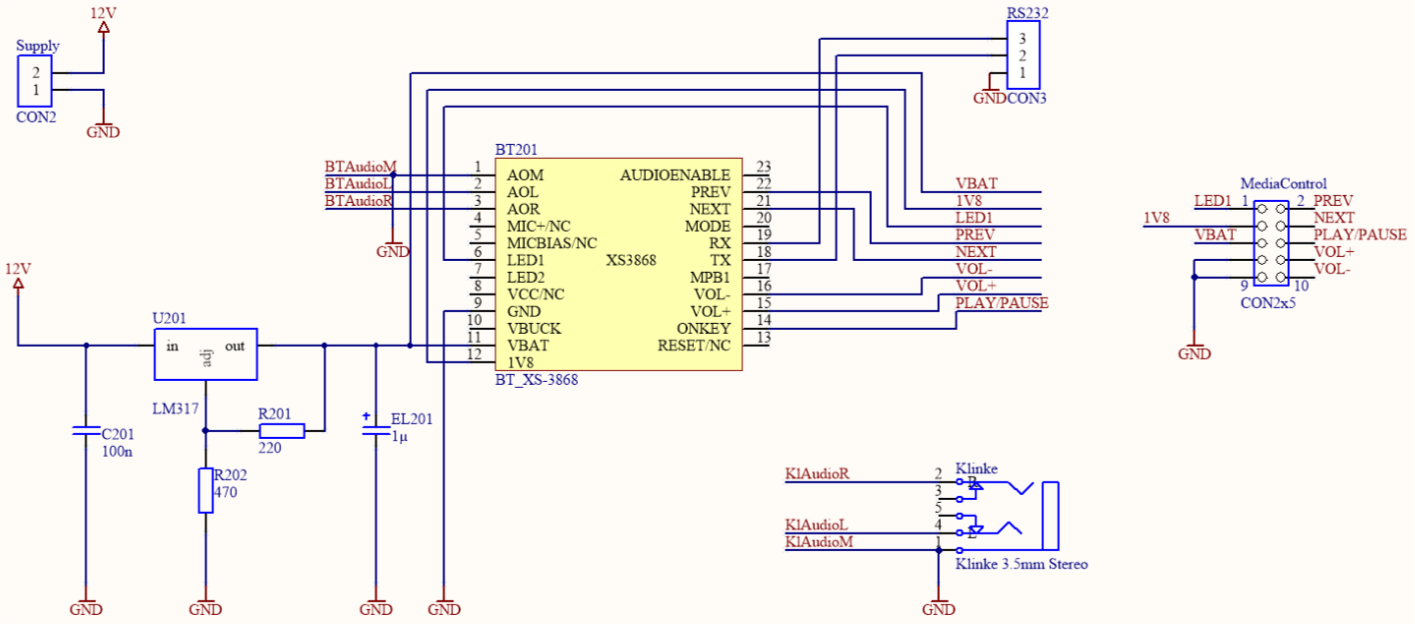 12V
Supply
2
1
CON2
GND
RS232
3
2
1
GND
CON3
BT201
BTAudioM
BTAudioL
BTAudioR
GND
1 AOM
2 AOL
3 AOR
4 MIC+/NC
5 MICBIAS/NC
6 LED1
7 LED2
8 VCC/NC
9 GND
10 VBUCK
11 VBAT
12 1V8
XS3868
AUDIOENABLE 23
PREV 22
NEXT 21
MODE 20
RX 19
TX 18
MPB1 17
VOL- 16
VOL+ 15
ONKEY 14
RESET/NC 13
BT_XS-3868
VBAT
1V8
LED1
PREV
NEXT
VOL-
VOL+
PLAY/PAUSE
MediaControl
LED1 1 2 PREV
1V8 NEXT
VBAT PLAY/PAUSE
VOL+
VOL-
9 10
CON2x5
GND
12V
U201
in out
adj
LM317
R201
220
EL201
+
1µ
C201
100n
R202
470
GND
GND
GND
GND
KlAudioR
KlAudioL
KlAudioM
2
3
5
4
1
Klinke
R
L
Klinke 3.5mm Stereo
GND